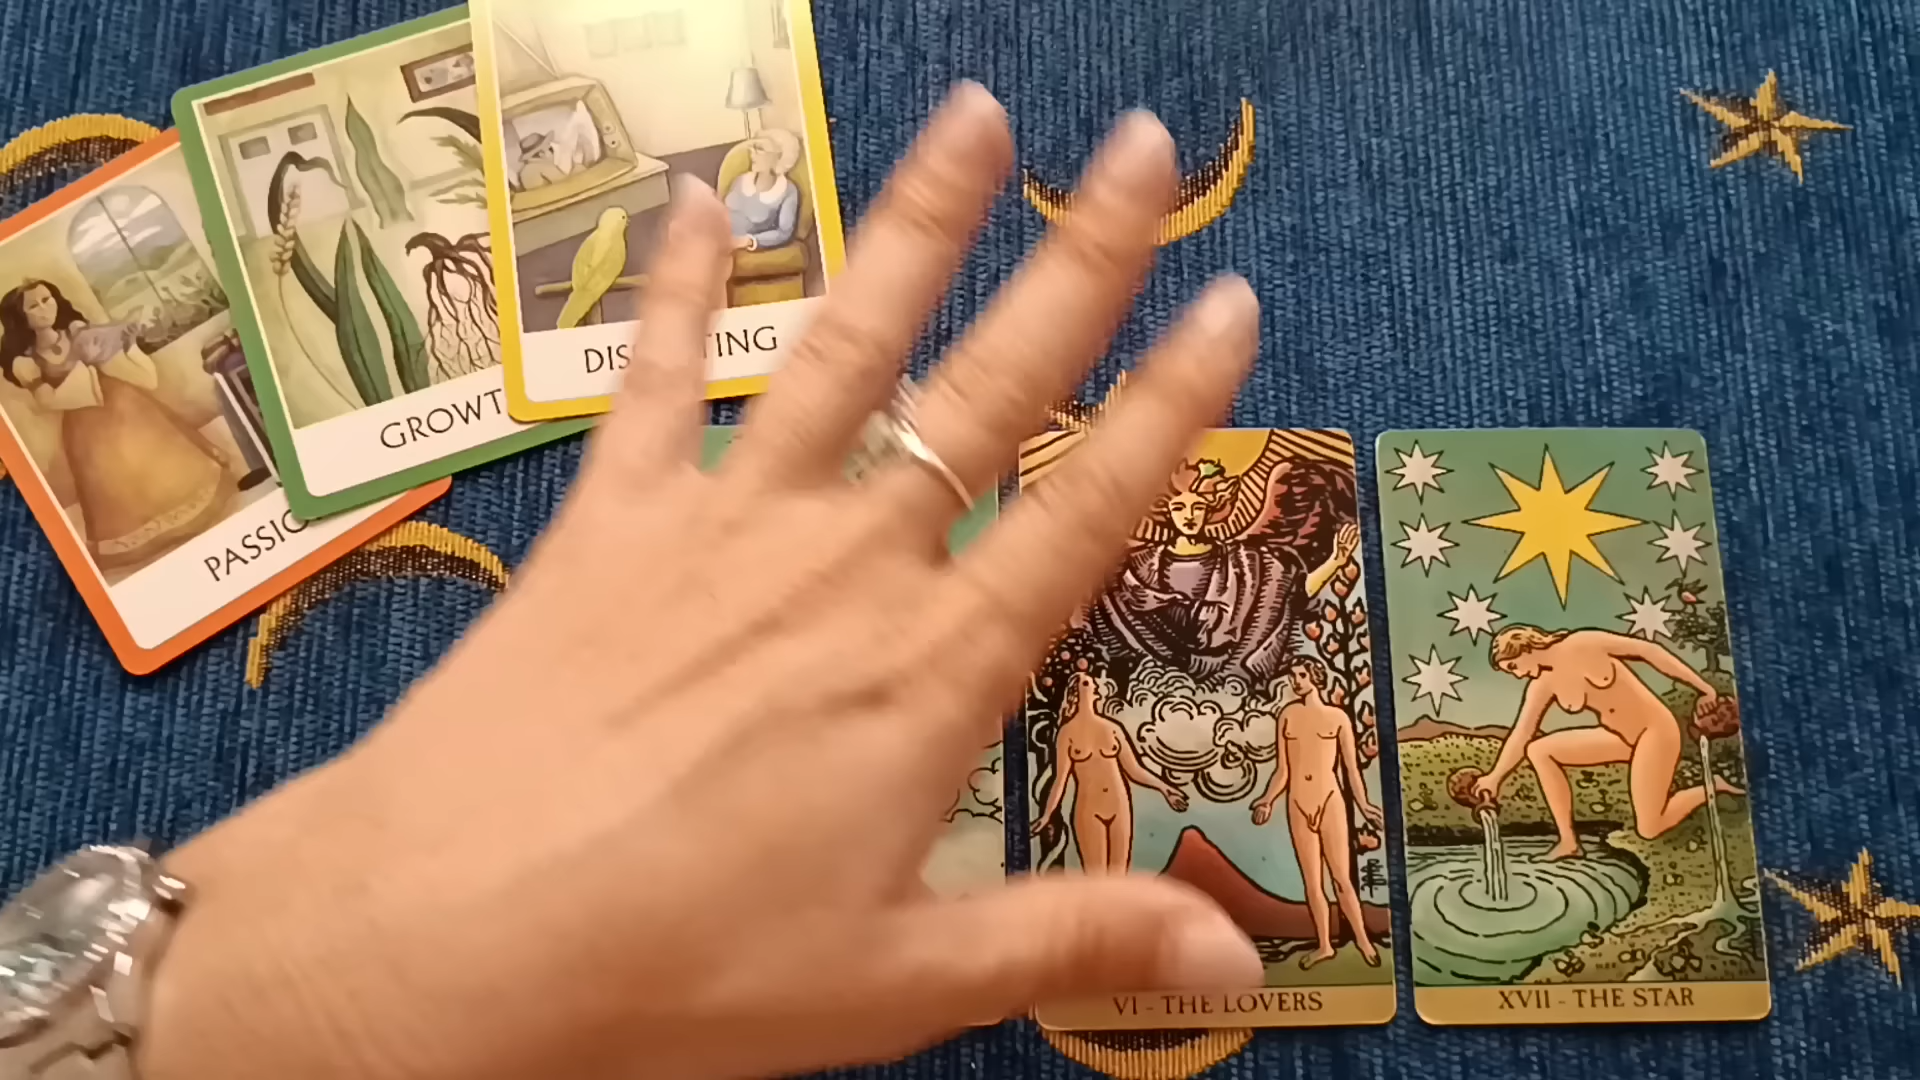 PASSIO
GROWT
DIS TING
VI - THE LOVERS
XVII - THE STAR